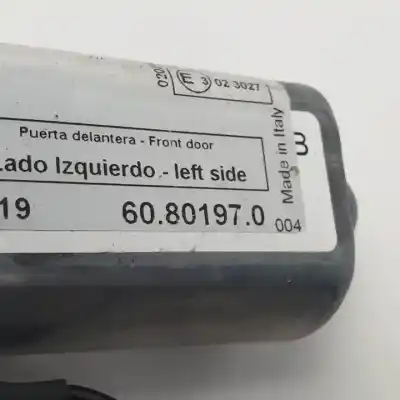 020
E 3 02 3027
Puerta delantera - Front door
Lado Izquierdo.- left side
19 60.80197.0
004
Made in Italy
B